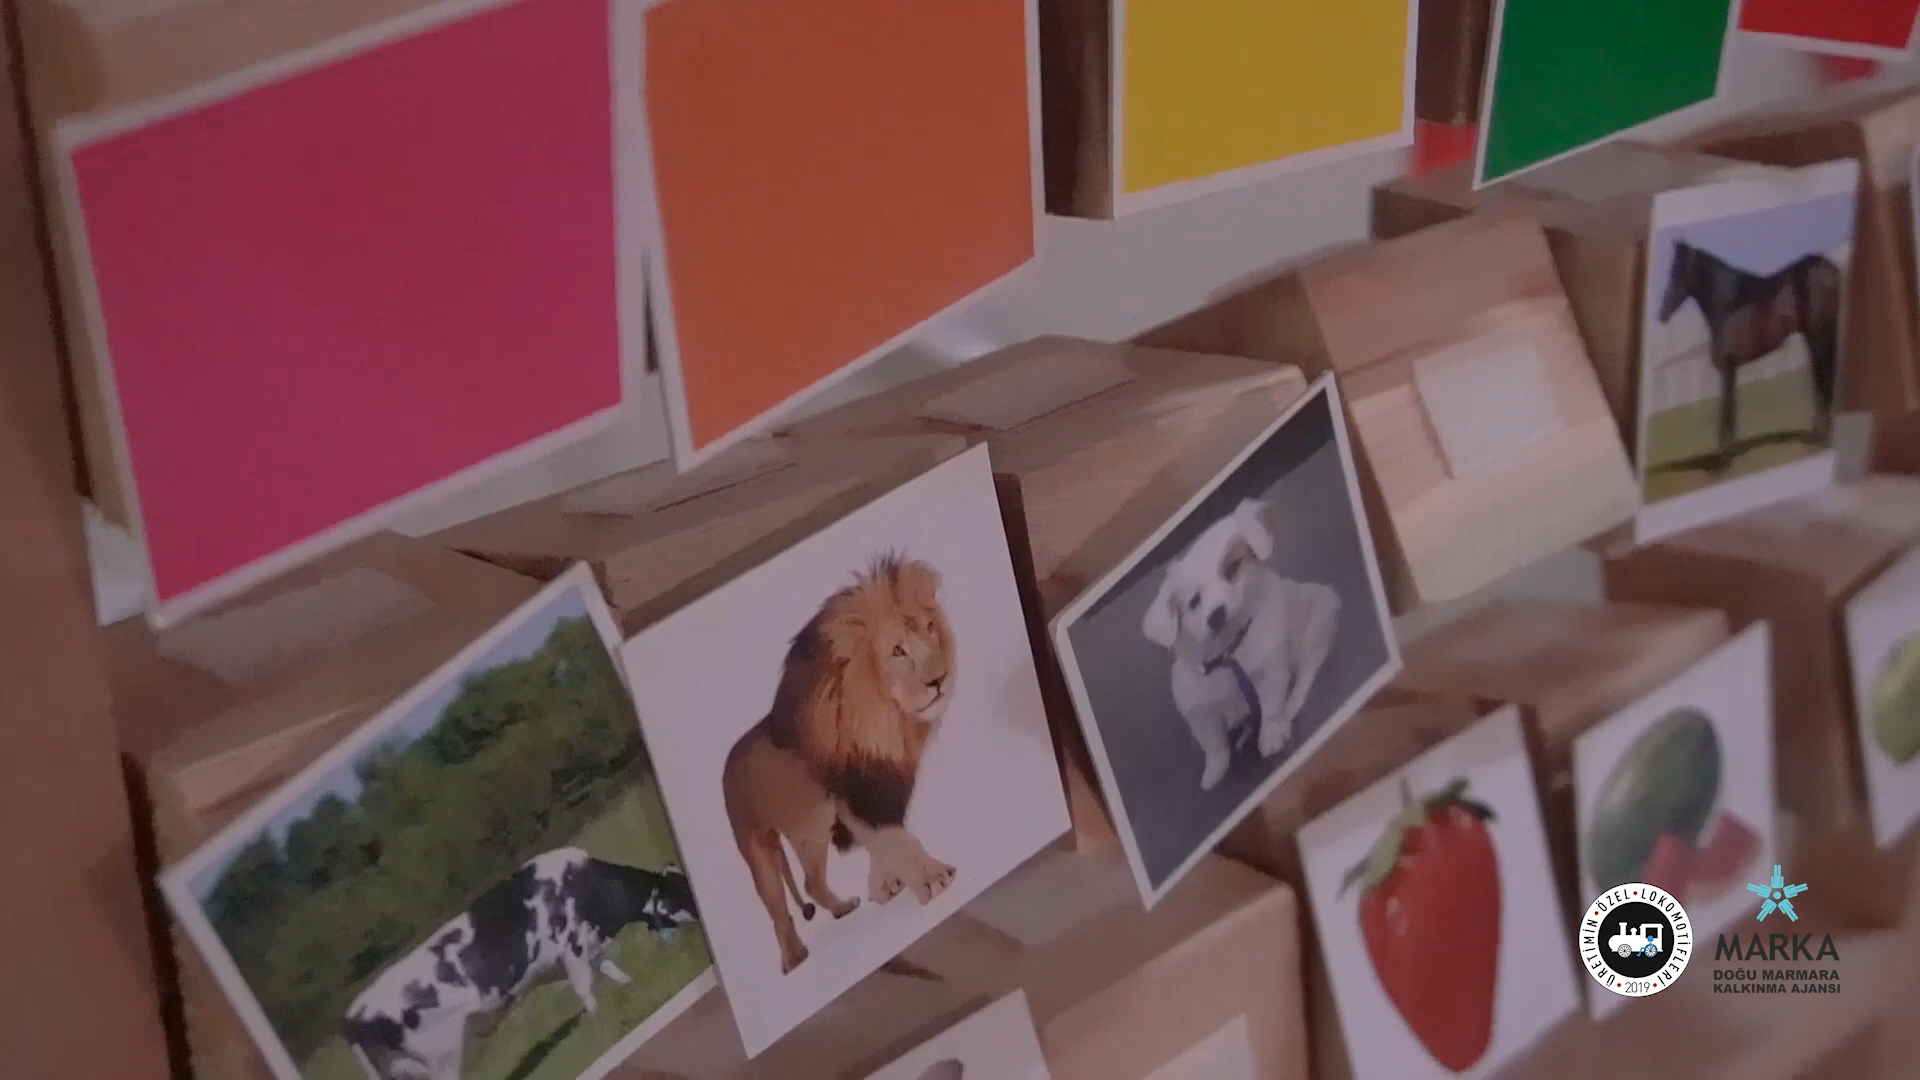 ÜRETİMİN • ÖZEL • LOKOMOTİFLERİ
• 2019 •
MARKA
DOĞU MARMARA
KALKINMA AJANSI